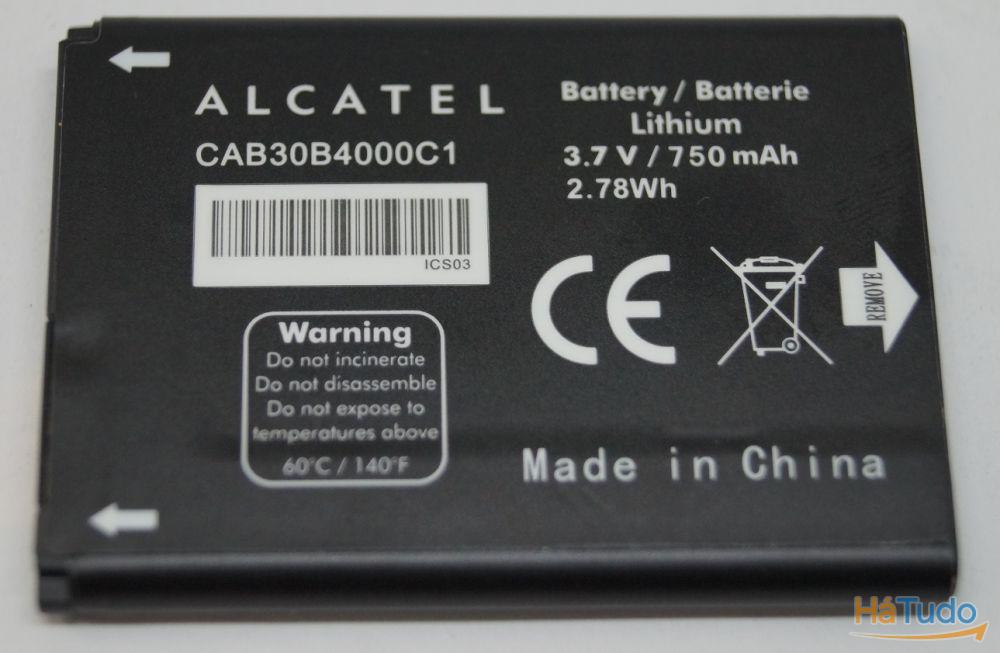 ALCATEL
CAB30B4000C1
ICS03
Battery / Batterie
Lithium
3.7 V / 750 mAh
2.78Wh
CE
REMOVE
Warning
Do not incinerate
Do not disassemble
Do not expose to
temperatures above
60°C / 140°F
Made in China
HáTudo